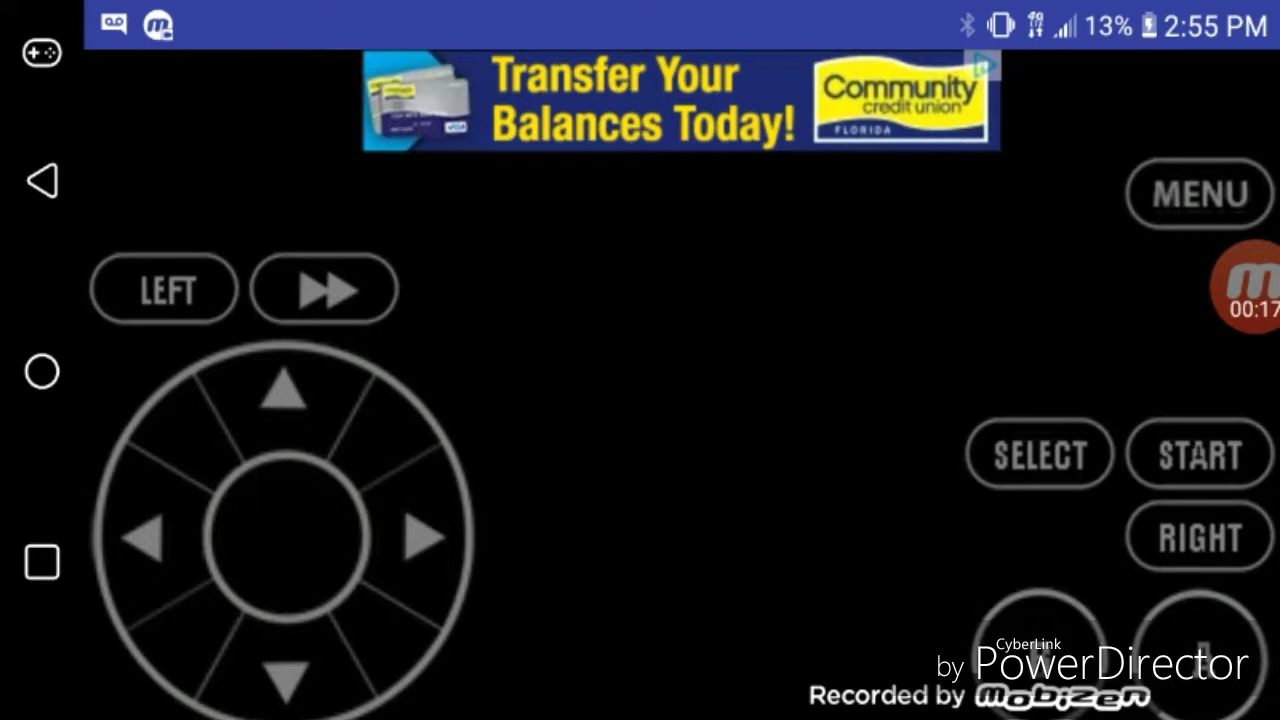 13% 2:55 PM
Transfer Your
Balances Today!
Community
credit union
FLORIDA
VISA
MENU
LEFT
00:17
SELECT
START
RIGHT
CyberLink
by PowerDirector
Recorded by mobizen